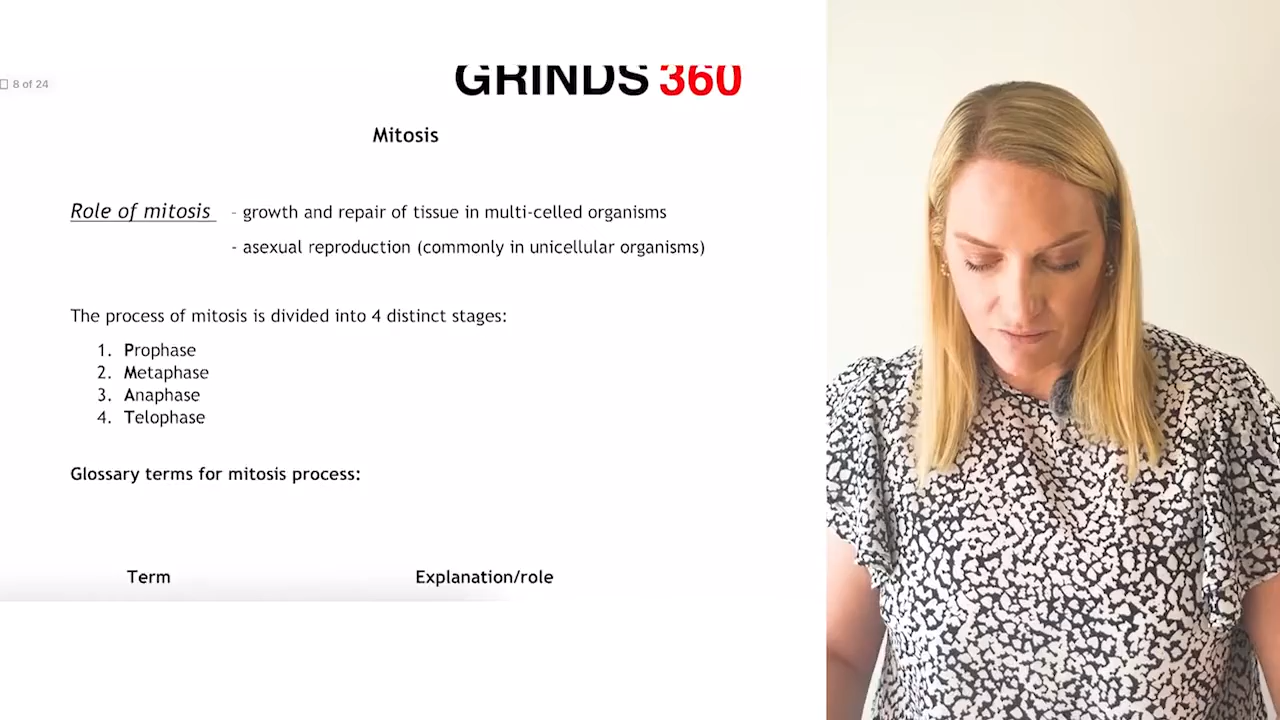 8 of 24
GRINDS 360
Mitosis
Role of mitosis - growth and repair of tissue in multi-celled organisms
- asexual reproduction (commonly in unicellular organisms)
The process of mitosis is divided into 4 distinct stages:
1. Prophase
2. Metaphase
3. Anaphase
4. Telophase
Glossary terms for mitosis process:
Term Explanation/role